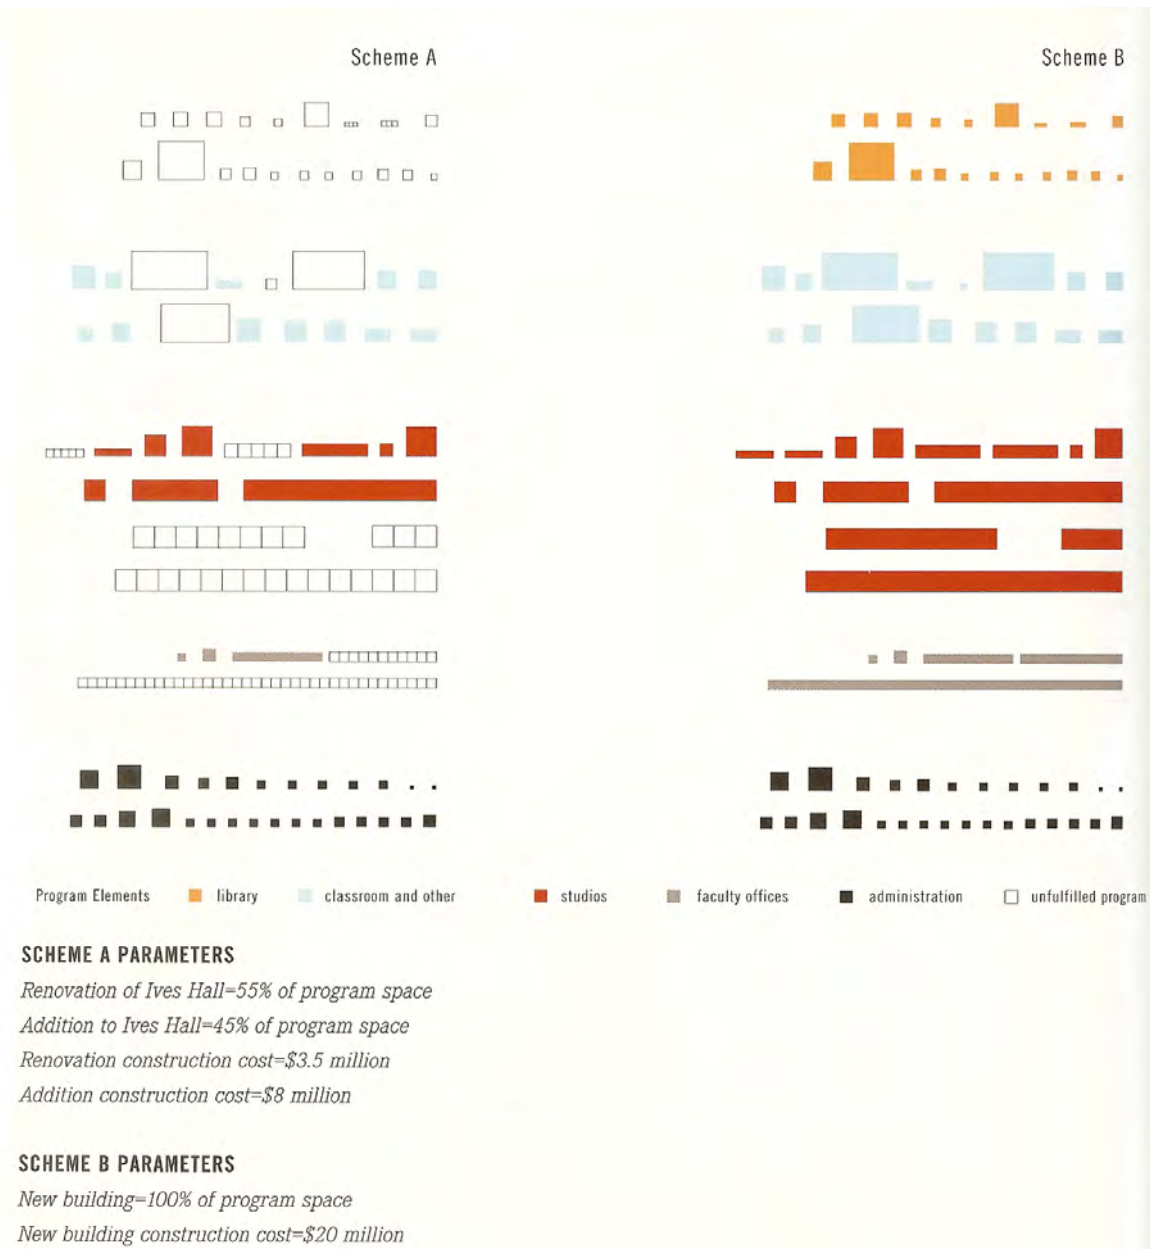 Scheme A
Scheme B
Program Elements
library
classroom and other
studios
faculty offices
administration
unfulfilled program
SCHEME A PARAMETERS
Renovation of Ives Hall=55% of program space
Addition to Ives Hall=45% of program space
Renovation construction cost=$3.5 million
Addition construction cost=$8 million
SCHEME B PARAMETERS
New building=100% of program space
New building construction cost=$20 million